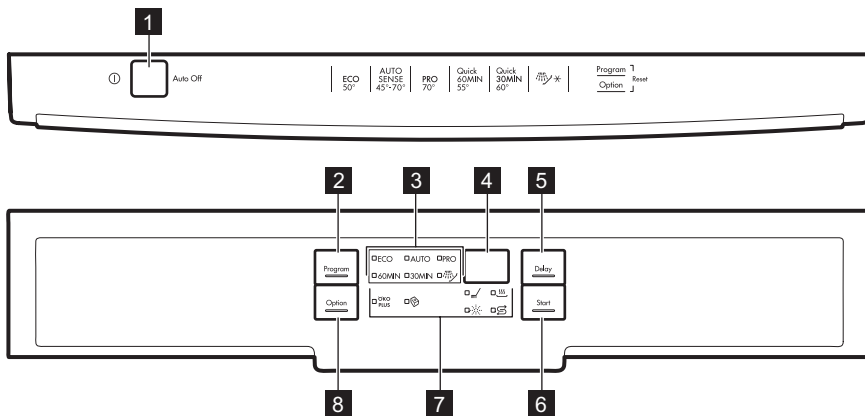 1
Auto Off
ECO
50°
AUTO
SENSE
45°-70°
PRO
70°
Quick
60MIN
55°
Quick
30MIN
60°
Program
Option
Reset
2
3
4
5
Program
ECO AUTO PRO
60MIN 30MIN
Delay
Option
ÖKO
PLUS
Start
8
7
6